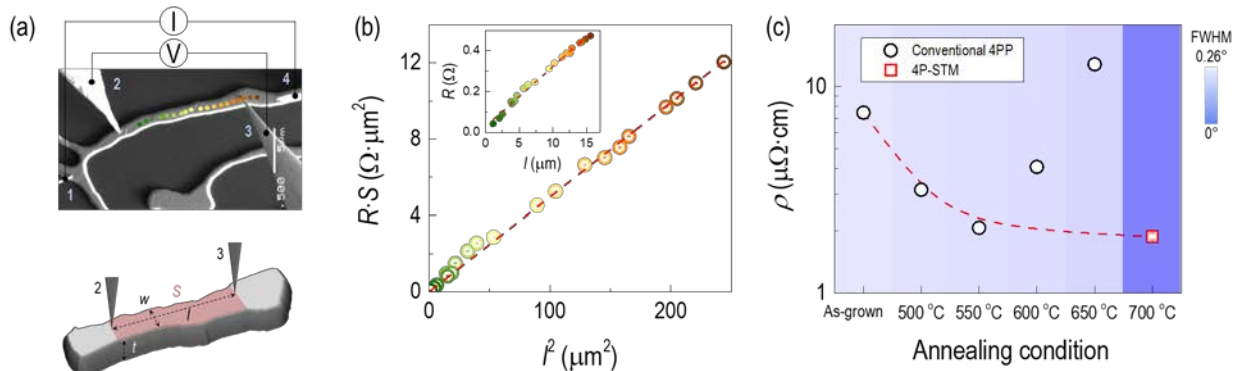 (a)
I
V
2
4
3
1
500
3
2
w
S
l
t
(b)
12
8
4
0
R·S (Ω·μm²)
0
100
200
l² (μm²)
0.4
0.2
0.0
R (Ω)
0
5
10
15
l (μm)
(c)
Conventional 4PP
4P-STM
10
1
ρ (μΩ·cm)
As-grown
500 °C
550 °C
600 °C
650 °C
700 °C
Annealing condition
FWHM
0.26°
0°